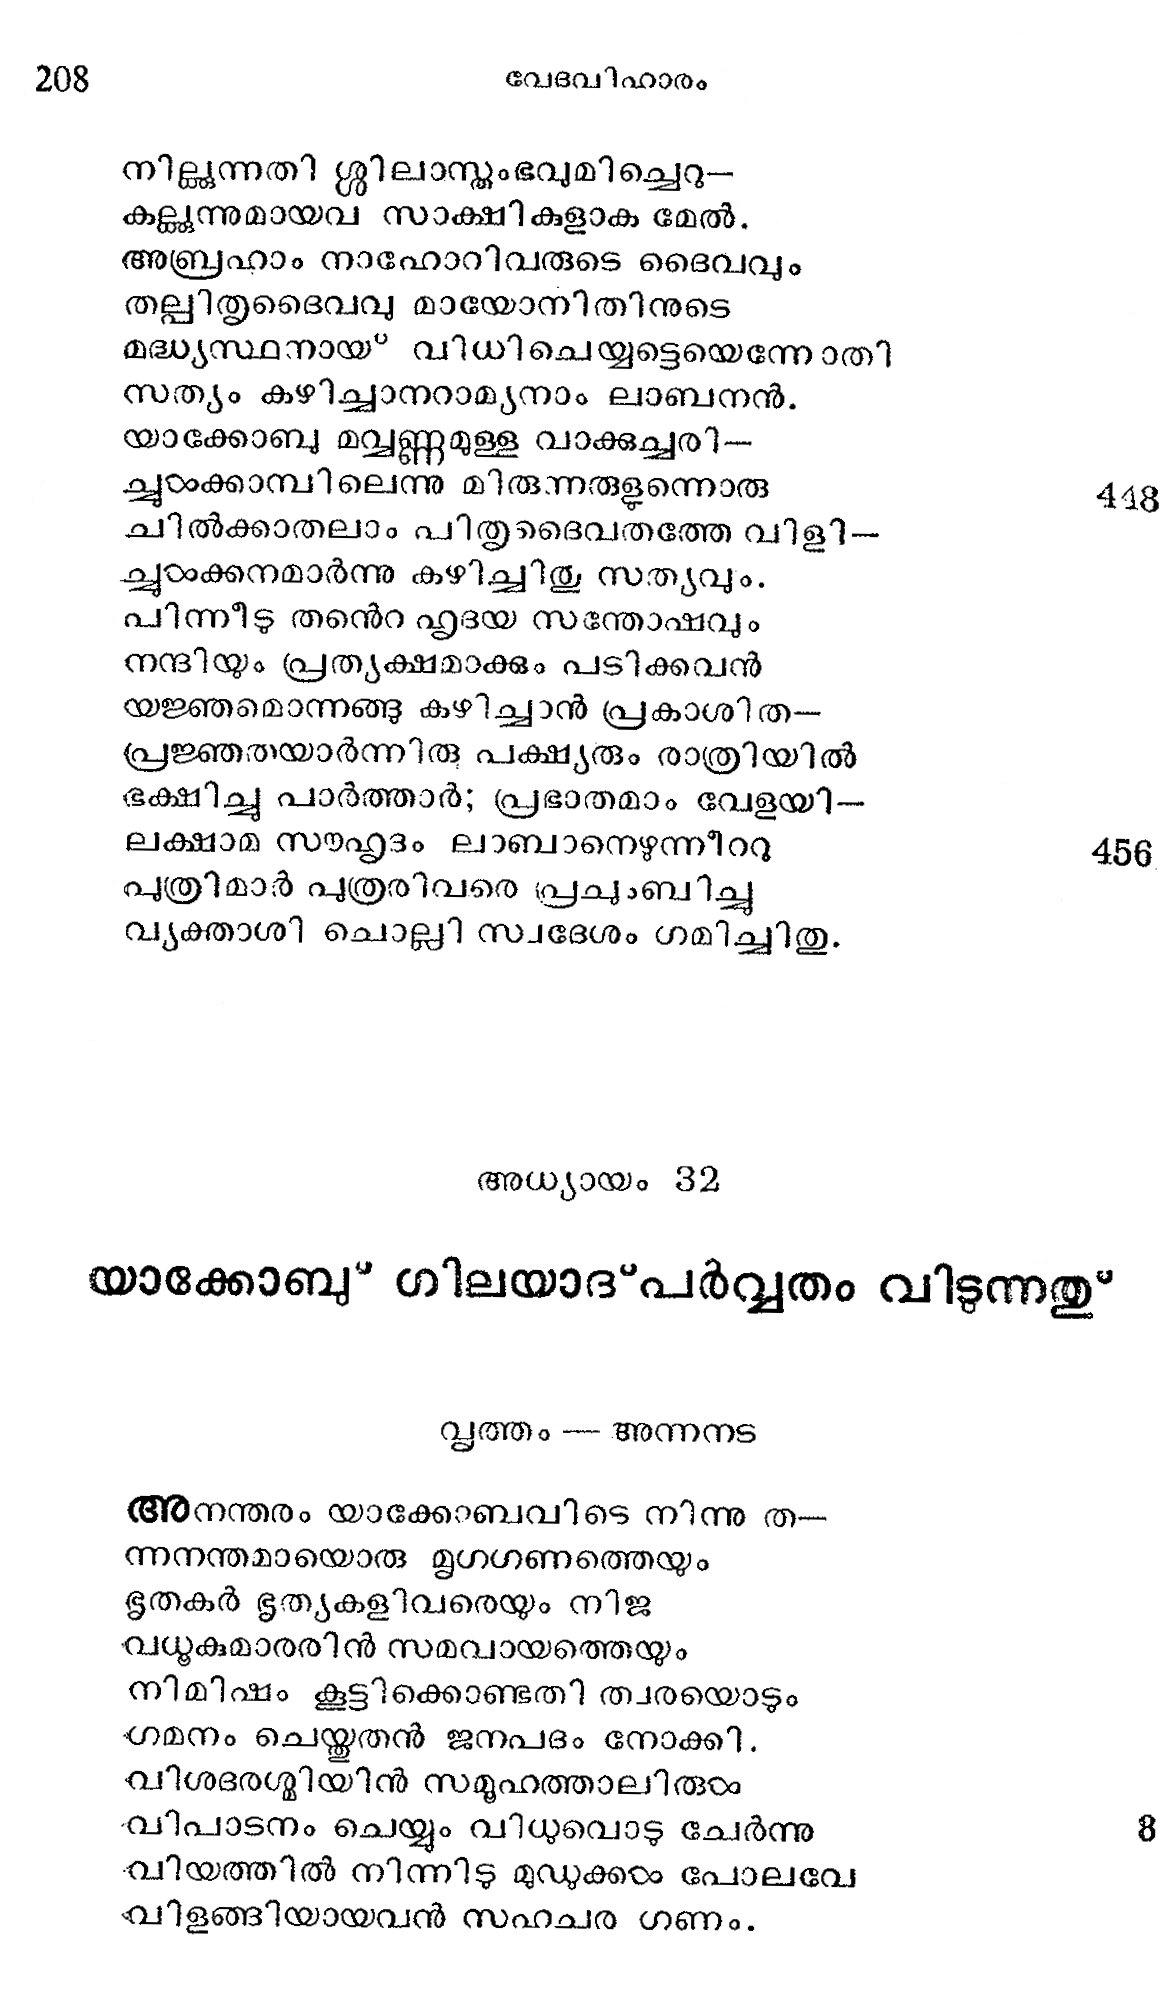 208 വേദവിഹാരം
നില്ക്കുന്നതി ശ്ശിലാസ്തംഭവുമിച്ചെറു—
കല്ക്കുന്നുമായവ സാക്ഷികളാക മേൽ.
അബ്രഹാം നാഹോറിവരുടെ ദൈവവും
തല്പിതൃദൈവവു മായോനിതിനുടെ
മദ്ധ്യസ്ഥനായ് വിധിചെയ്യട്ടെയെന്നോതി
സത്യം കഴിച്ചാനറാമ്യനാം ലാബനൻ.
യാക്കോബു മവ്വണ്ണമുള്ള വാക്കുച്ചരി—
ച്ചുൾക്കാമ്പിലെന്നു മിരുന്നരുളുന്നൊരു 448
ചിൽക്കാതലാം പിതൃദൈവതത്തേ വിളി—
ച്ചുൾക്കനമാർന്നു കഴിച്ചിതു സത്യവും.
പിന്നീടു തൻെറ ഹൃദയ സന്തോഷവും
നന്ദിയും പ്രത്യക്ഷമാക്കും പടിക്കവൻ
യജ്ഞമൊന്നങ്ങു കഴിച്ചാൻ പ്രകാശിത—
പ്രജ്ഞതയാർന്നിരു പക്ഷ്യരും രാത്രിയിൽ
ഭക്ഷിച്ചു പാർത്താർ; പ്രഭാതമാം വേളയി—
ലക്ഷാമ സൗഹൃദം ലാബാനെഴുന്നീററു 456
പുത്രിമാർ പുത്രരിവരെ പ്രചുംബിച്ചു
വ്യക്താശി ചൊല്ലി സ്വദേശം ഗമിച്ചിതു.
അധ്യായം 32
യാക്കോബു് ഗിലയാദ്പർവ്വതം വിടുന്നതു്
വൃത്തം — അന്നനട
അനന്തരം യാക്കോബവിടെ നിന്നു ത—
ന്നനന്തമായൊരു മൃഗഗണത്തെയും
ഭൃതകർ ഭൃത്യകളിവരെയും നിജ
വധൂകുമാരരിൻ സമവായത്തെയും
നിമിഷം കൂട്ടിക്കൊണ്ടതി ത്വരയൊടും
ഗമനം ചെയ്തുതൻ ജനപദം നോക്കി.
വിശദരശ്മിയിൻ സമൂഹത്താലിരുൾ
വിപാടനം ചെയ്യും വിധുവൊടു ചേർന്നു 8
വിയത്തിൽ നിന്നിടു മുഡുക്കൾ പോലവേ
വിളങ്ങിയായവൻ സഹചര ഗണം.